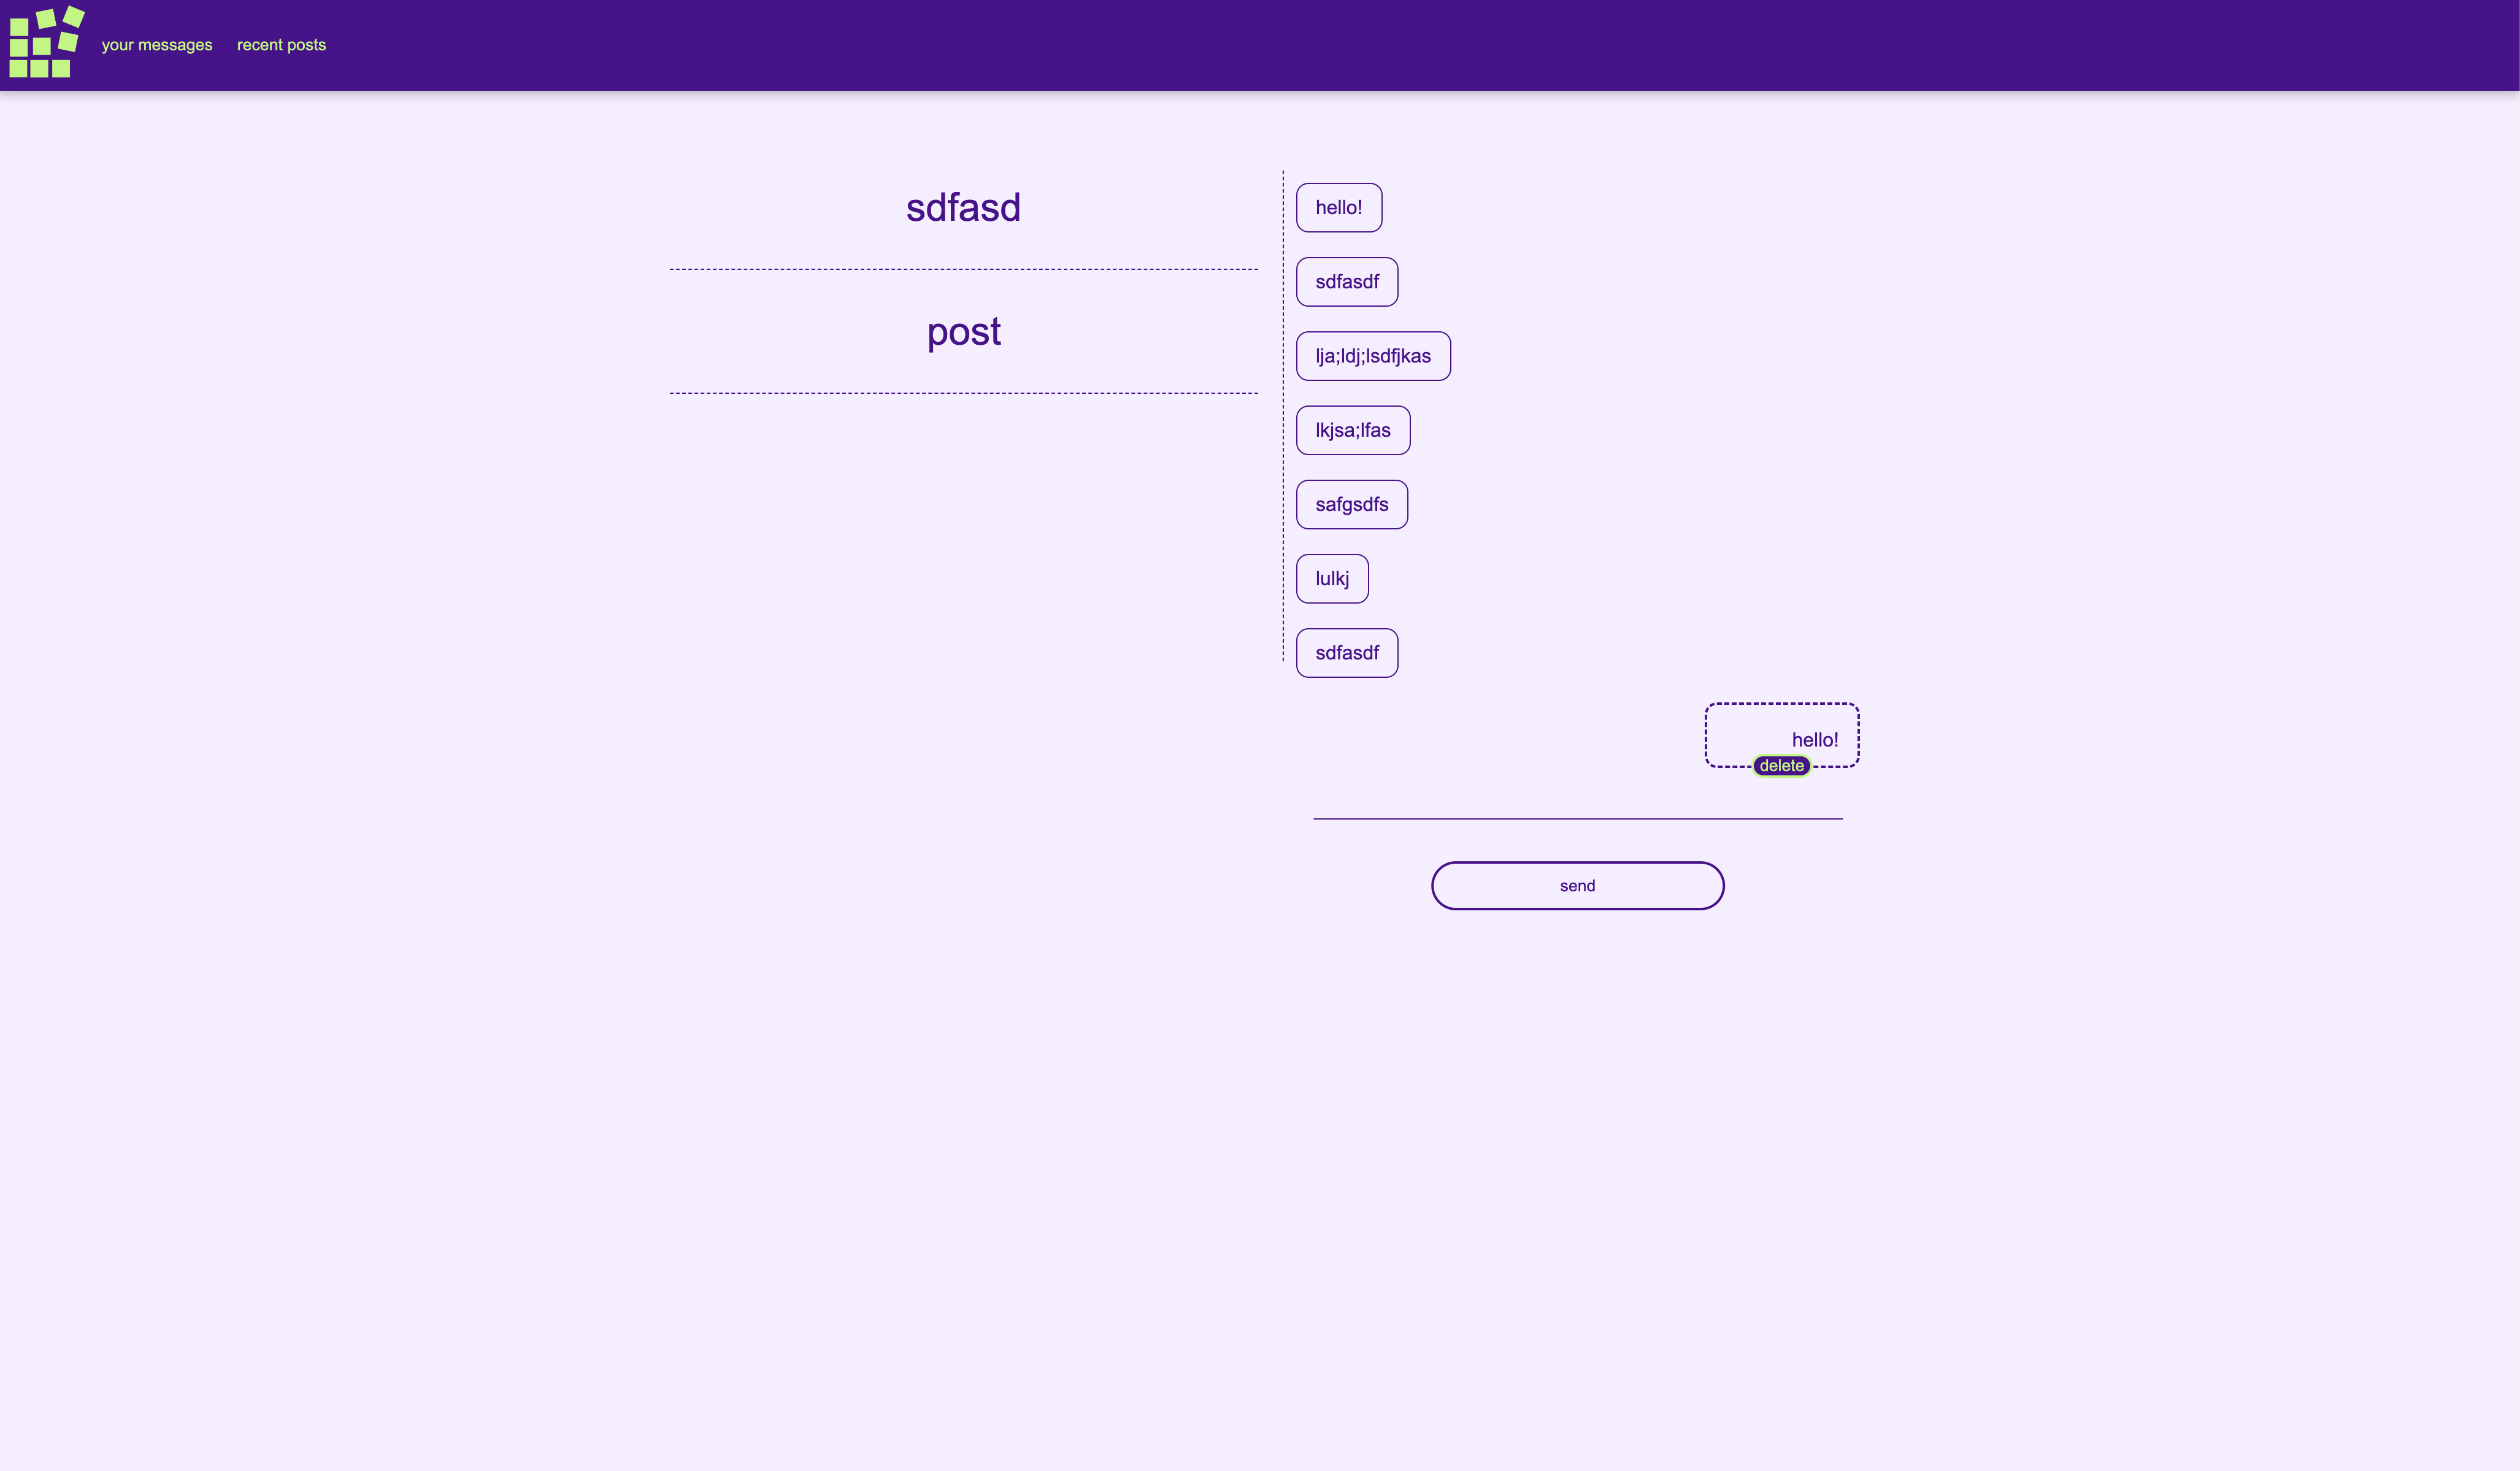 your messages
recent posts
sdfasd
post
hello!
sdfasdf
lja;ldj;lsdfjkas
lkjsa;lfas
safgsdfs
lulkj
sdfasdf
hello!
delete
send